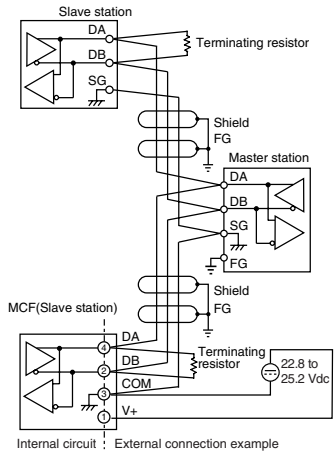 Slave station
DA
DB
SG
Terminating resistor
Shield
FG
Master station
DA
DB
SG
FG
Shield
FG
MCF(Slave station)
DA
DB
COM
V+
4
2
3
1
Terminating
resistor
22.8 to
25.2 Vdc
Internal circuit
External connection example